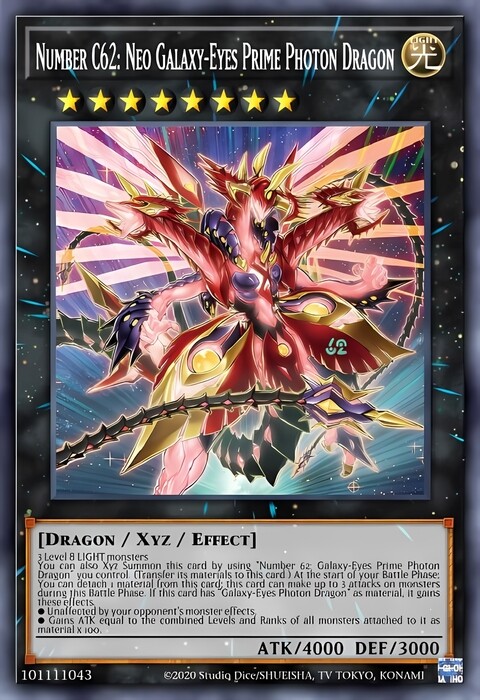 NUMBER C62: NEO GALAXY-EYES PRIME PHOTON DRAGON
LIGHT
光
62
[DRAGON / XYZ / EFFECT]
3 Level 8 LIGHT monsters
You can also Xyz Summon this card by using "Number 62: Galaxy-Eyes Prime Photon
Dragon" you control. (Transfer its materials to this card.) At the start of your Battle Phase:
You can detach 1 material from this card; this card can make up to 3 attacks on monsters
during this Battle Phase. If this card has "Galaxy-Eyes Photon Dragon" as material, it gains
these effects.
● Unaffected by your opponent's monster effects.
● Gains ATK equal to the combined Levels and Ranks of all monsters attached to it as
material x 100.
ATK/4000 DEF/3000
101111043
©2020 Studio Dice/SHUEISHA, TV TOKYO, KONAMI